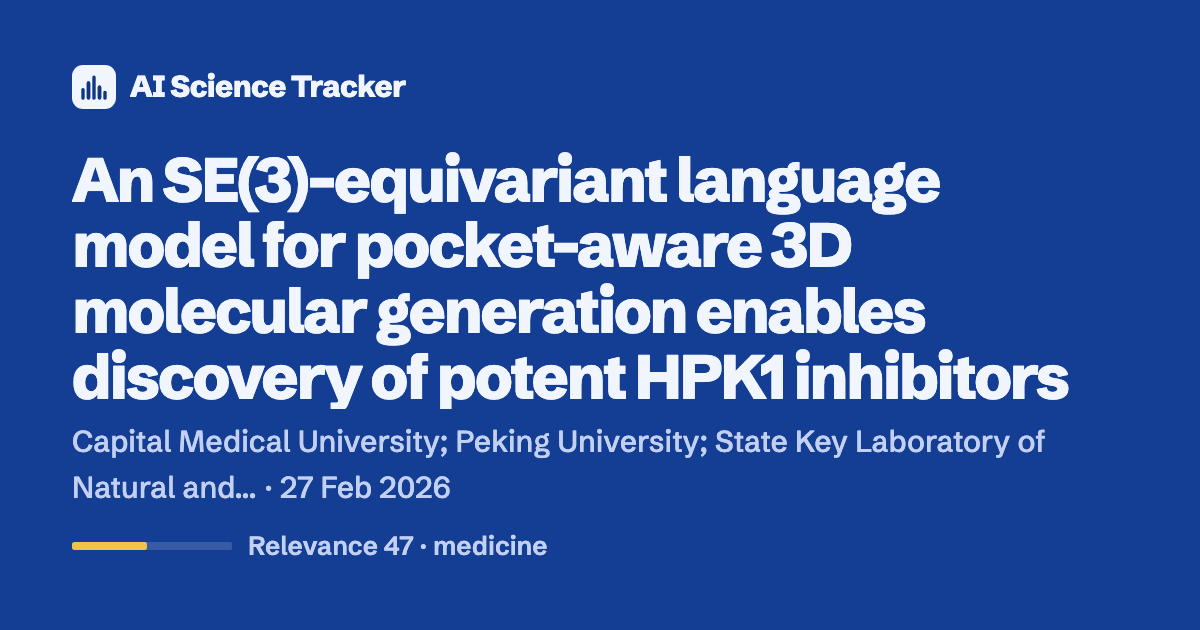 AI Science Tracker
An SE(3)-equivariant language
model for pocket-aware 3D
molecular generation enables
discovery of potent HPK1 inhibitors
Capital Medical University; Peking University; State Key Laboratory of
Natural and... · 27 Feb 2026
Relevance 47 · medicine